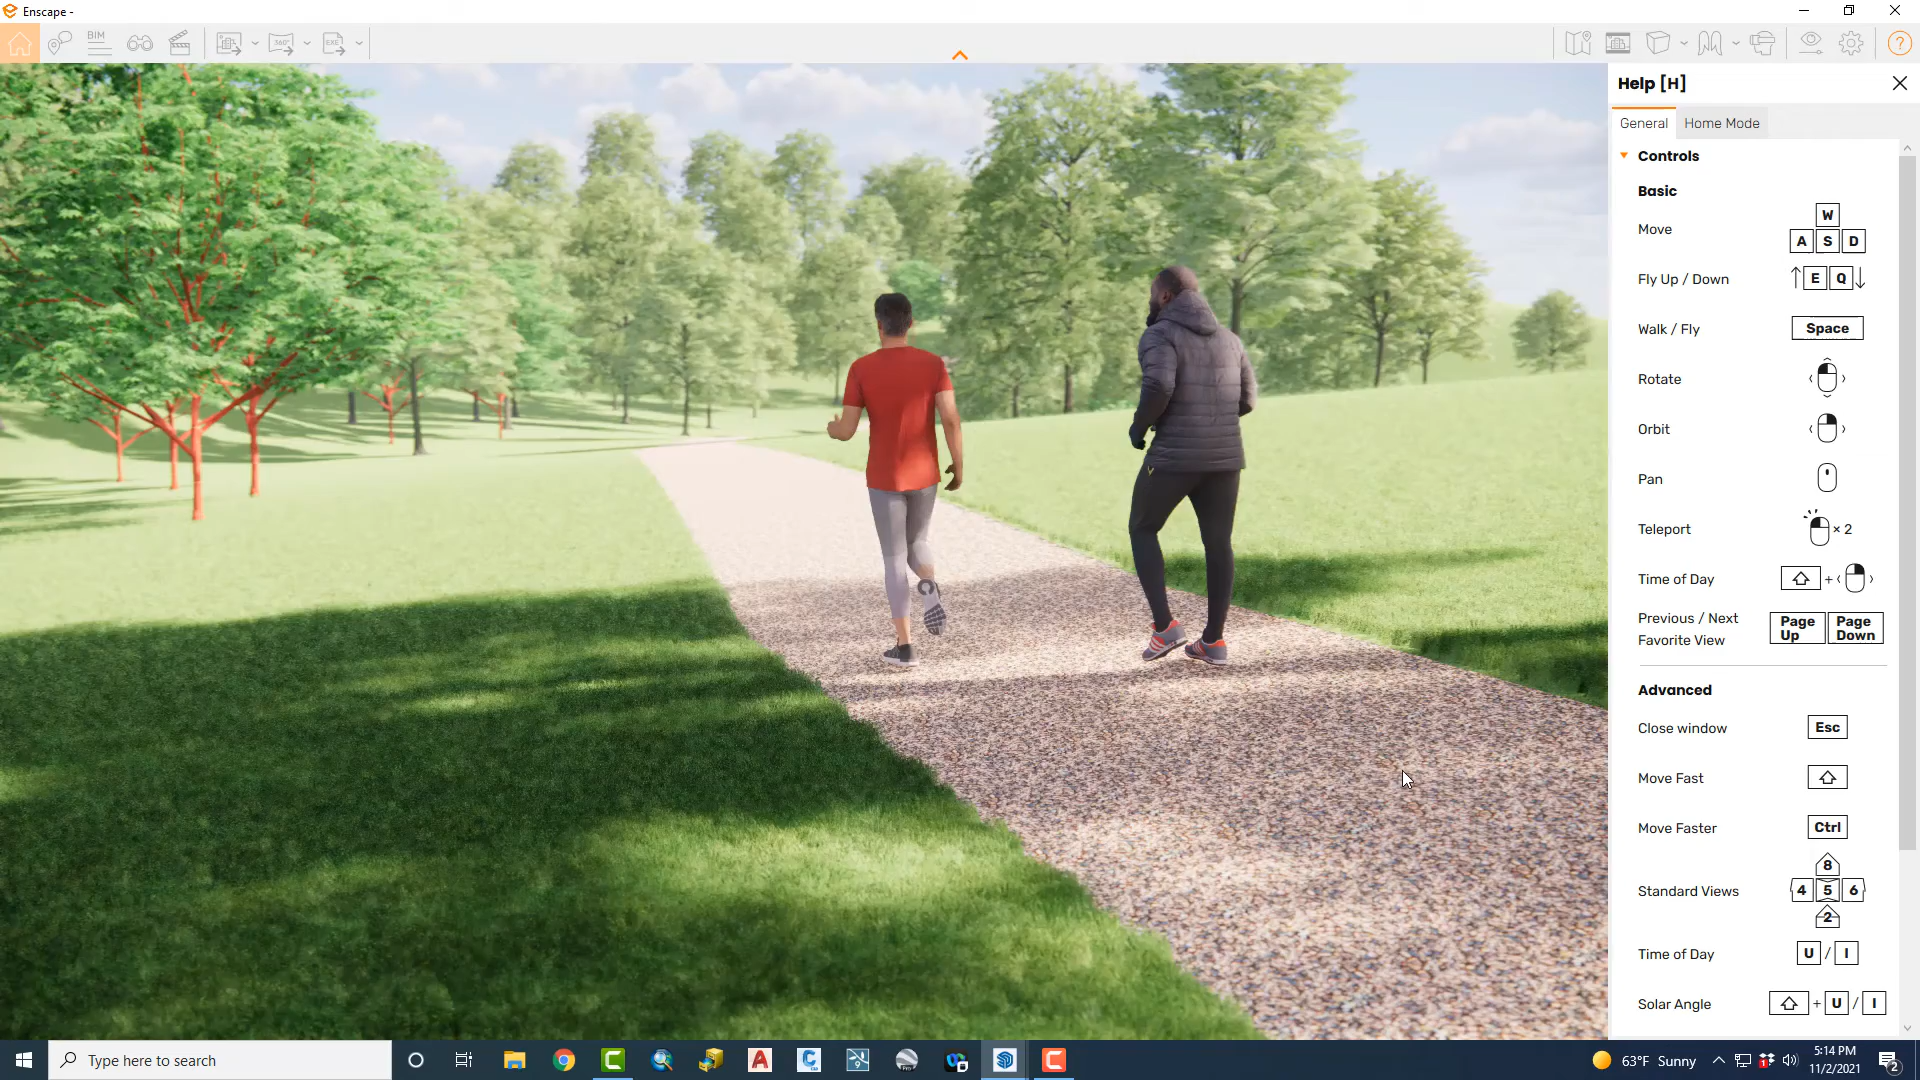 Enscape -
BIM
360°
EXE
?
Help [H]
General Home Mode
Controls
Basic
Move
W
A S D
Fly Up / Down E Q
Walk / Fly Space
Rotate
Orbit
Pan
Teleport × 2
Time of Day +
Previous / Next
Favorite View
Page Up
Page Down
Advanced
Close window Esc
Move Fast
Move Faster Ctrl
Standard Views
8
4 5 6
2
Time of Day U / I
Solar Angle + U / I
Type here to search
63°F Sunny
5:14 PM
11/2/2021
2